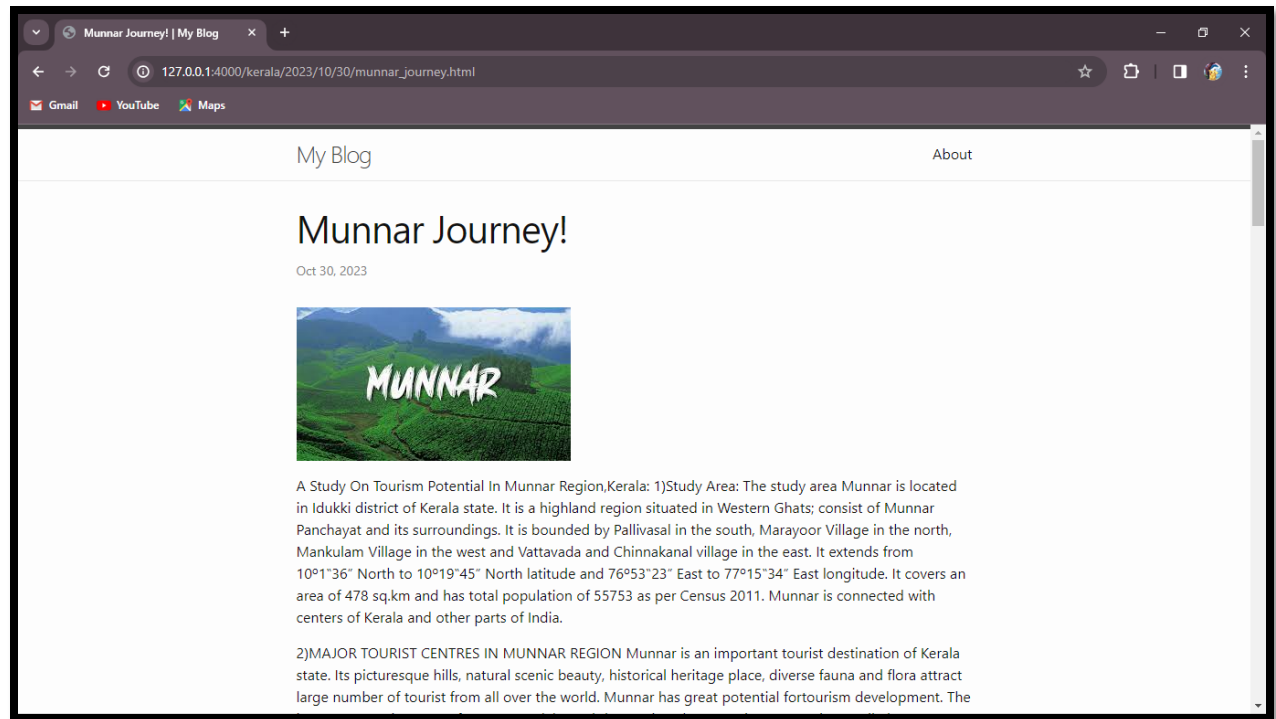 Munnar Journey! | My Blog
127.0.0.1:4000/kerala/2023/10/30/munnar_journey.html
Gmail YouTube Maps
My Blog About
Munnar Journey!
Oct 30, 2023
MUNNAR
A Study On Tourism Potential In Munnar Region,Kerala: 1)Study Area: The study area Munnar is located
in Idukki district of Kerala state. It is a highland region situated in Western Ghats; consist of Munnar
Panchayat and its surroundings. It is bounded by Pallivasal in the south, Marayoor Village in the north,
Mankulam Village in the west and Vattavada and Chinnakanal village in the east. It extends from
10º1‟36″ North to 10º19‟45″ North latitude and 76º53‟23″ East to 77º15‟34″ East longitude. It covers an
area of 478 sq.km and has total population of 55753 as per Census 2011. Munnar is connected with
centers of Kerala and other parts of India.
2)MAJOR TOURIST CENTRES IN MUNNAR REGION Munnar is an important tourist destination of Kerala
state. Its picturesque hills, natural scenic beauty, historical heritage place, diverse fauna and flora attract
large number of tourist from all over the world. Munnar has great potential fortourism development. The